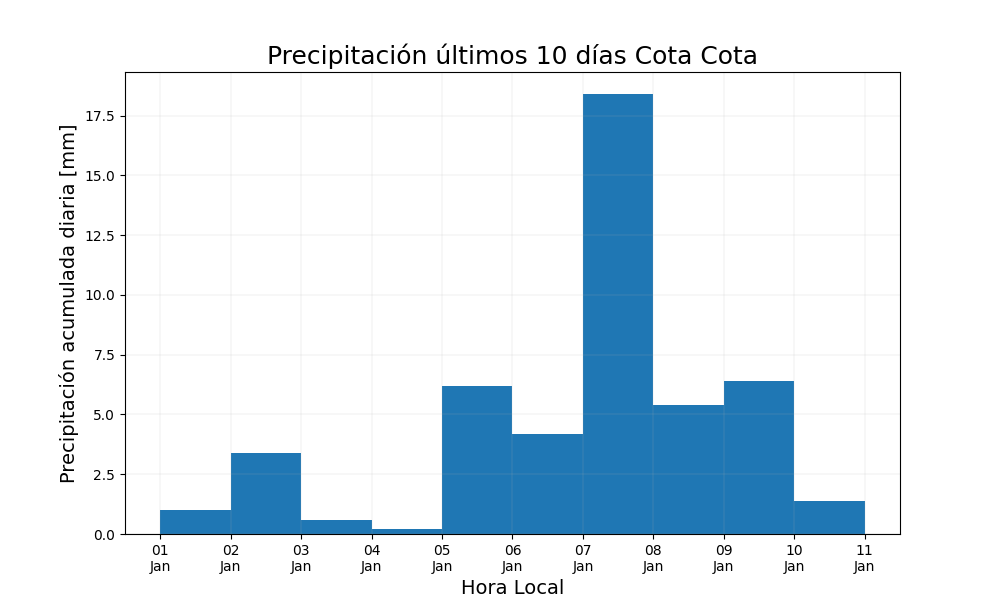 Precipitación últimos 10 días Cota Cota
Precipitación acumulada diaria [mm]
17.5
15.0
12.5
10.0
7.5
5.0
2.5
0.0
01 02 03 04 05 06 07 08 09 10 11
Jan Jan Jan Jan Jan Jan Jan Jan Jan Jan Jan
Hora Local